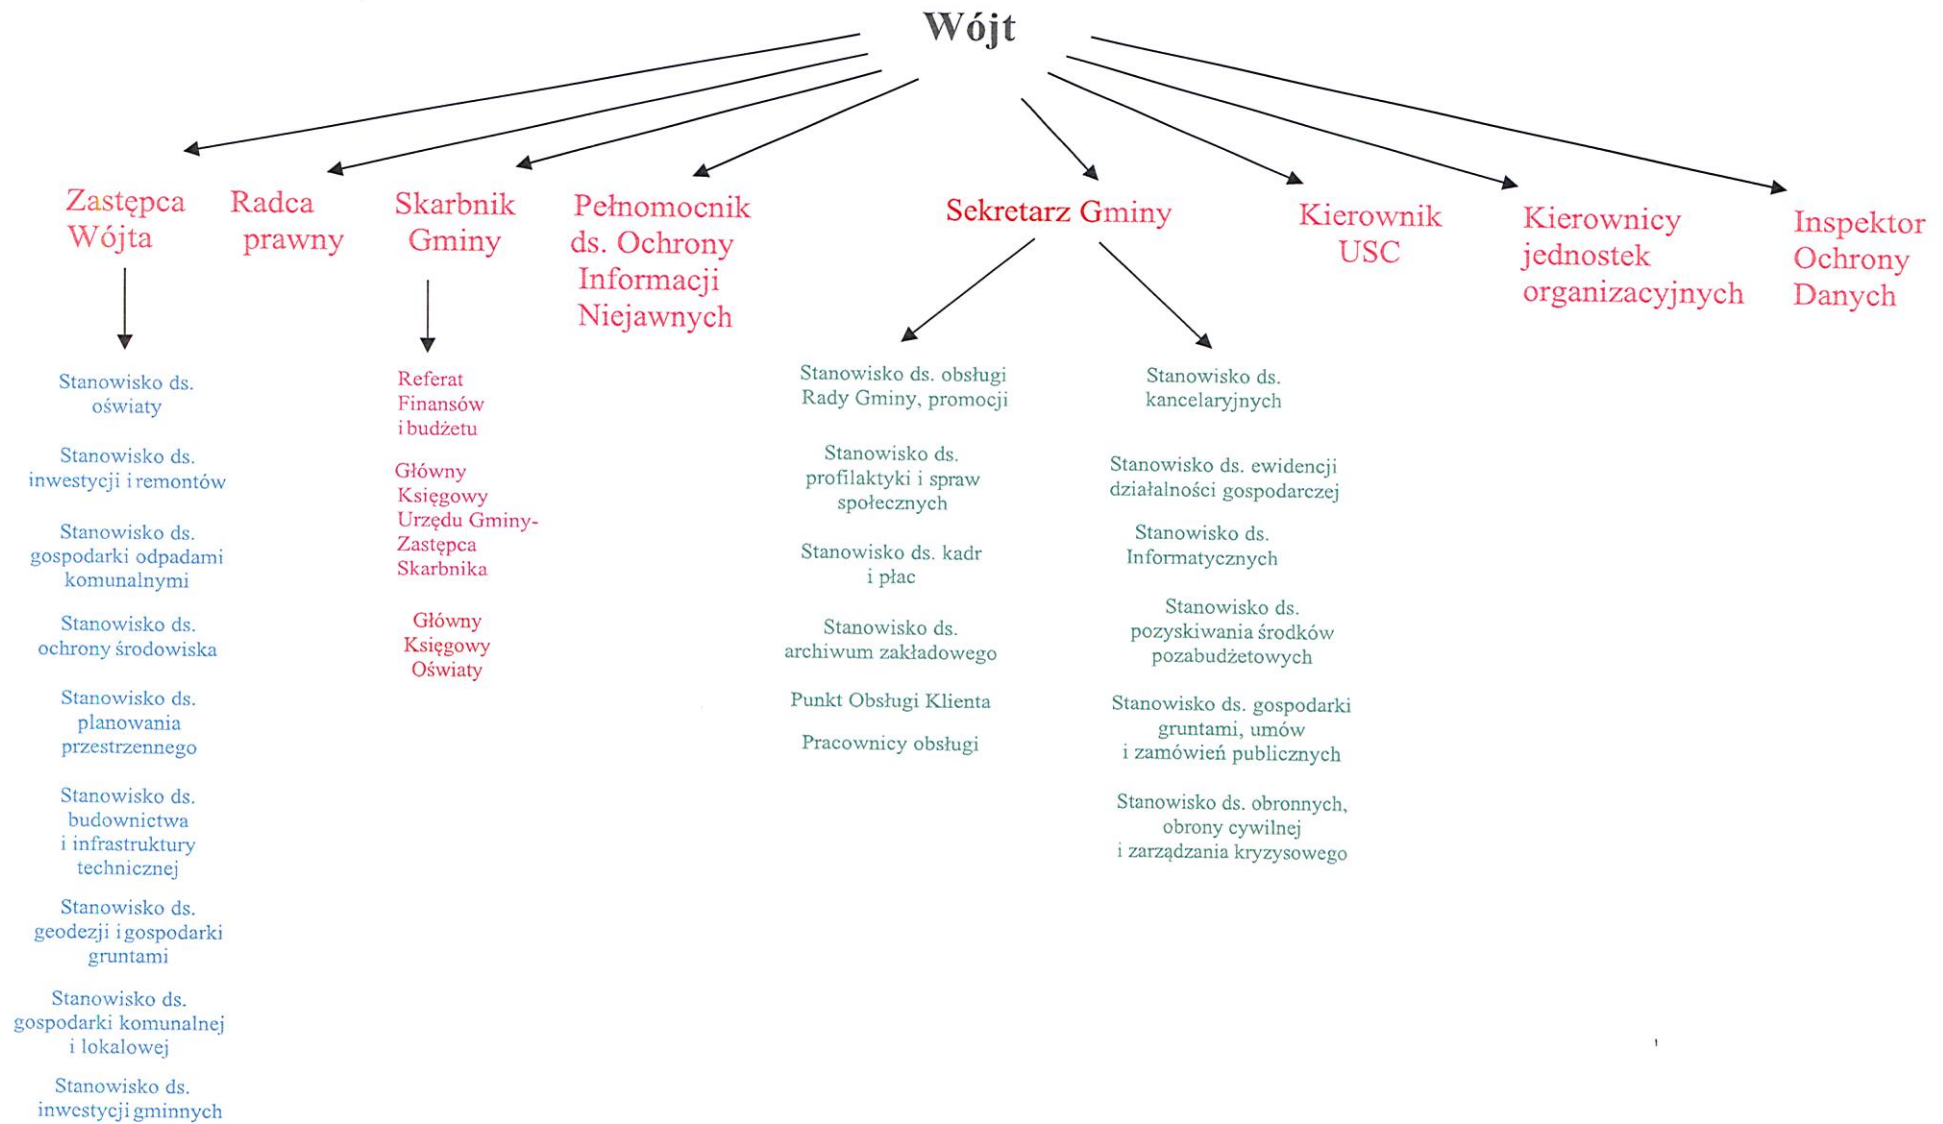 Wójt
Zastępca
Wójta
Radca
prawny
Skarbnik
Gminy
Pełnomocnik
ds. Ochrony
Informacji
Niejawnych
Sekretarz Gminy
Kierownik
USC
Kierownicy
jednostek
organizacyjnych
Inspektor
Ochrony
Danych
Stanowisko ds.
oświaty
Stanowisko ds.
inwestycji i remontów
Stanowisko ds.
gospodarki odpadami
komunalnymi
Stanowisko ds.
ochrony środowiska
Stanowisko ds.
planowania
przestrzennego
Stanowisko ds.
budownictwa
i infrastruktury
technicznej
Stanowisko ds.
geodezji i gospodarki
gruntami
Stanowisko ds.
gospodarki komunalnej
i lokalowej
Stanowisko ds.
inwestycji gminnych
Referat
Finansów
i budżetu
Główny
Księgowy
Urzędu Gminy-
Zastępca
Skarbnika
Główny
Księgowy
Oświaty
Stanowisko ds. obsługi
Rady Gminy, promocji
Stanowisko ds.
profilaktyki i spraw
społecznych
Stanowisko ds. kadr
i płac
Stanowisko ds.
archiwum zakładowego
Punkt Obsługi Klienta
Pracownicy obsługi
Stanowisko ds.
kancelaryjnych
Stanowisko ds. ewidencji
działalności gospodarczej
Stanowisko ds.
Informatycznych
Stanowisko ds.
pozyskiwania środków
pozabudżetowych
Stanowisko ds. gospodarki
gruntami, umów
i zamówień publicznych
Stanowisko ds. obronnych,
obrony cywilnej
i zarządzania kryzysowego